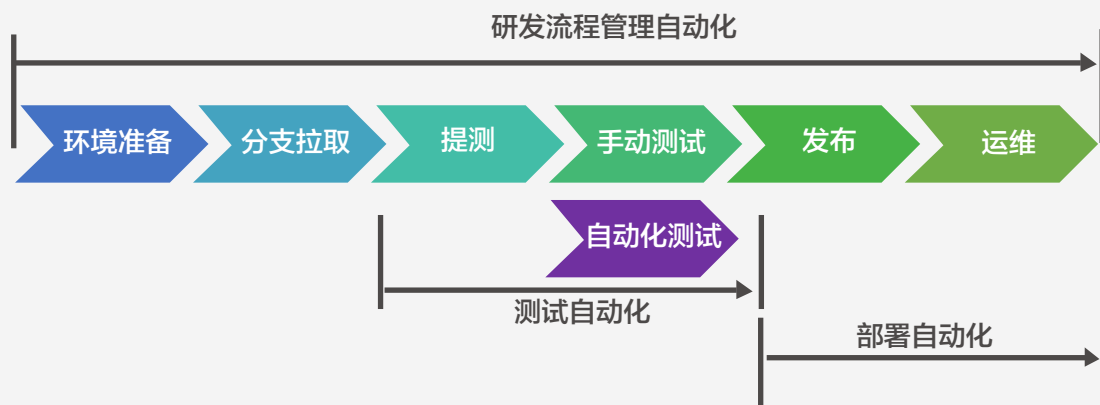 研发流程管理自动化
环境准备
分支拉取
提测
手动测试
发布
运维
自动化测试
测试自动化
部署自动化